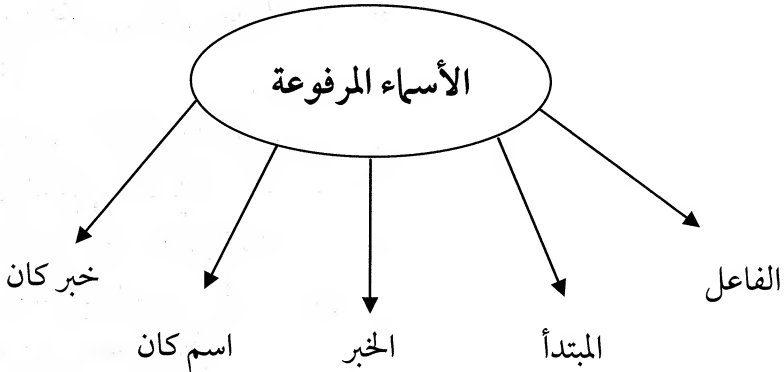 الأسماء المرفوعة
الفاعل
المبتدأ
الخبر
اسم كان
خبر كان